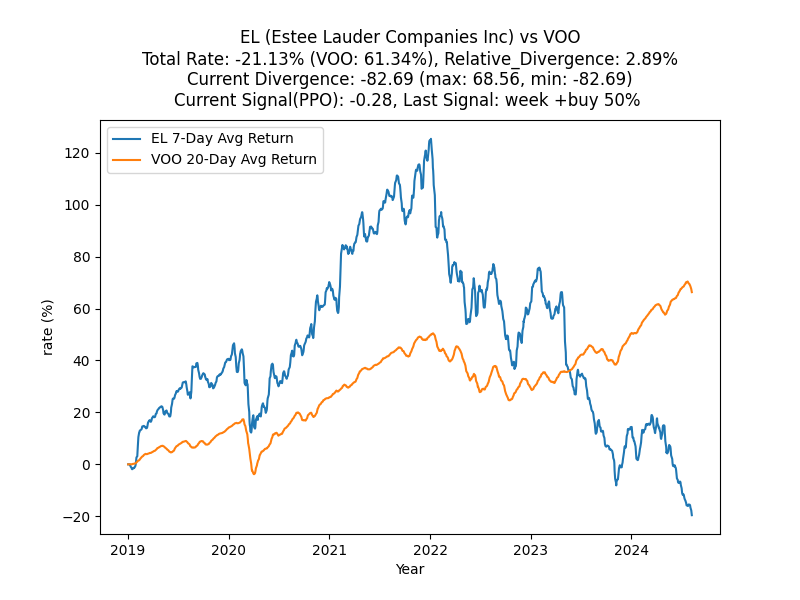 EL (Estee Lauder Companies Inc) vs VOO
Total Rate: -21.13% (VOO: 61.34%), Relative_Divergence: 2.89%
Current Divergence: -82.69 (max: 68.56, min: -82.69)
Current Signal(PPO): -0.28, Last Signal: week +buy 50%
EL 7-Day Avg Return
VOO 20-Day Avg Return
120
100
80
60
40
20
0
−20
rate (%)
2019 2020 2021 2022 2023 2024
Year